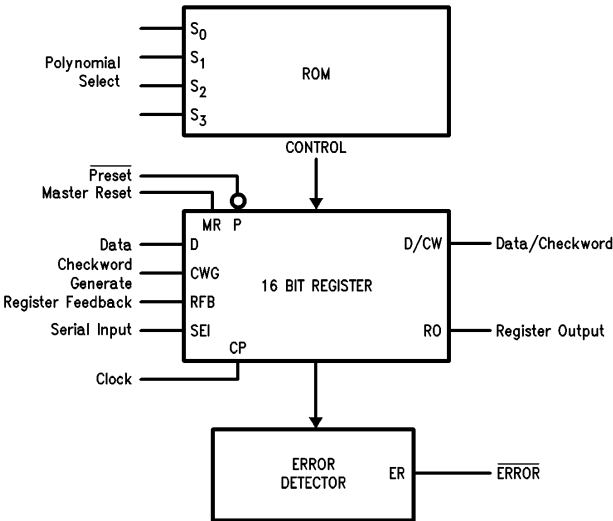 S0
Polynomial
Select
S1
S2
S3
ROM
CONTROL
Preset
Master Reset
MR P
Data
D
D/CW
Data/Checkword
Checkword
Generate
CWG
16 BIT REGISTER
Register Feedback
RFB
Serial Input
SEI
RO
Register Output
CP
Clock
ERROR
DETECTOR
ER
ERROR